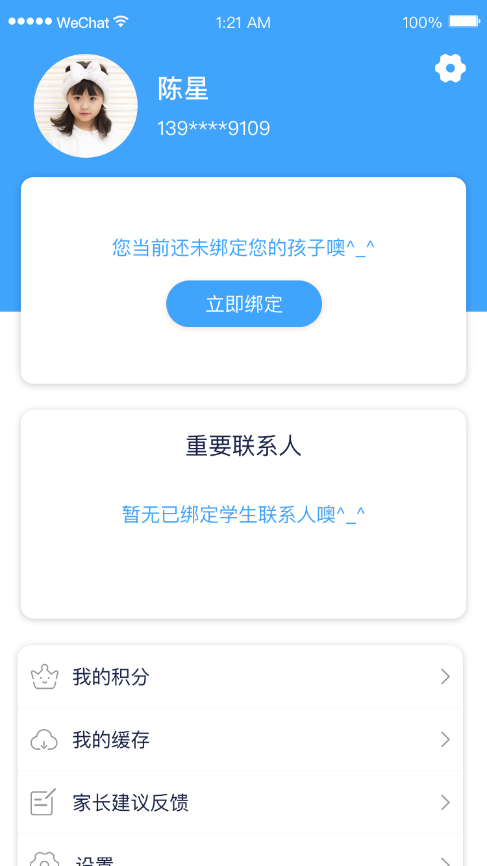 WeChat 1:21 AM 100%
陈星
139****9109
您当前还未绑定您的孩子噢^_^
立即绑定
重要联系人
暂无已绑定学生联系人噢^_^
我的积分
我的缓存
家长建议反馈
设置